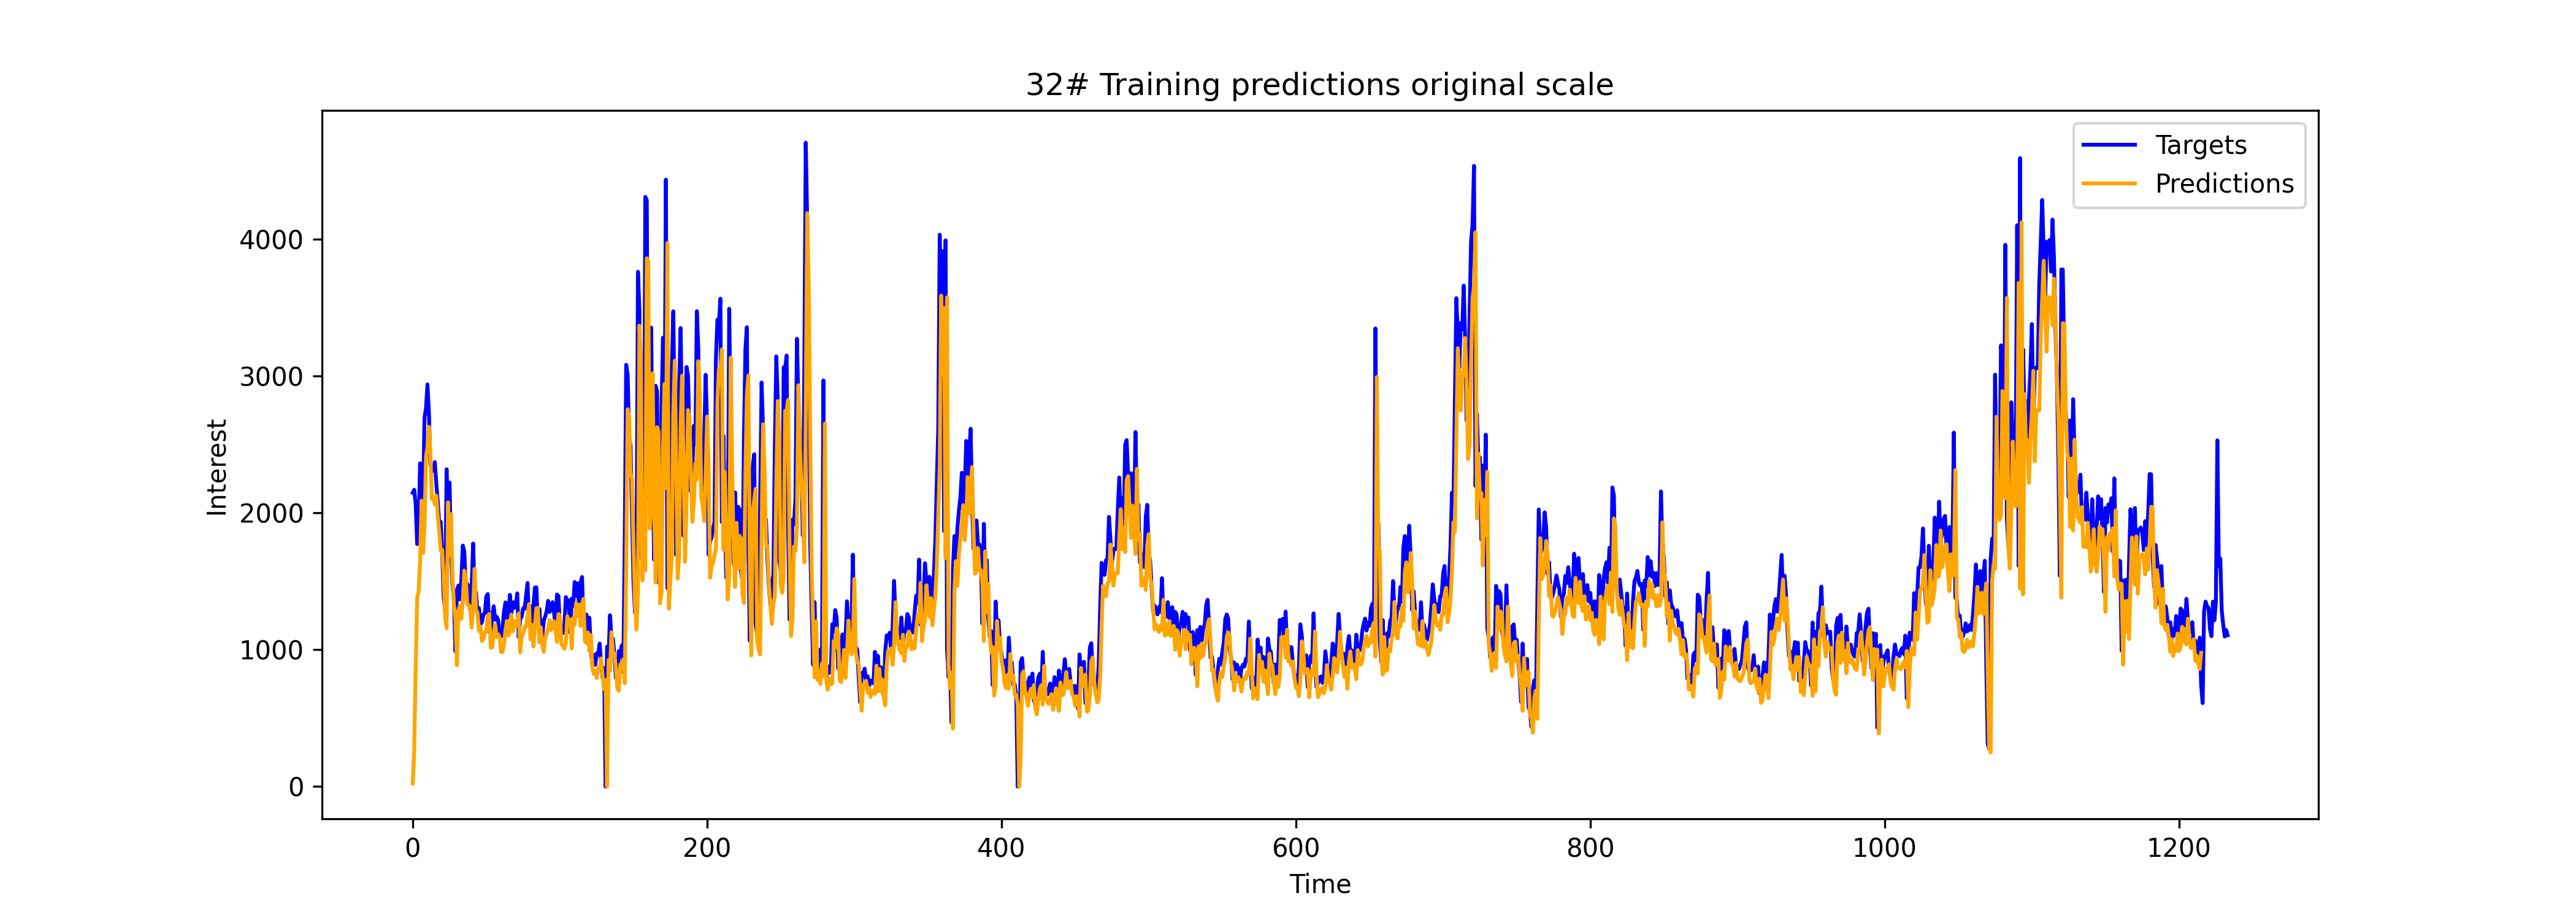 32# Training predictions original scale
Targets
Predictions
Interest
4000
3000
2000
1000
0
0 200 400 600 800 1000 1200
Time